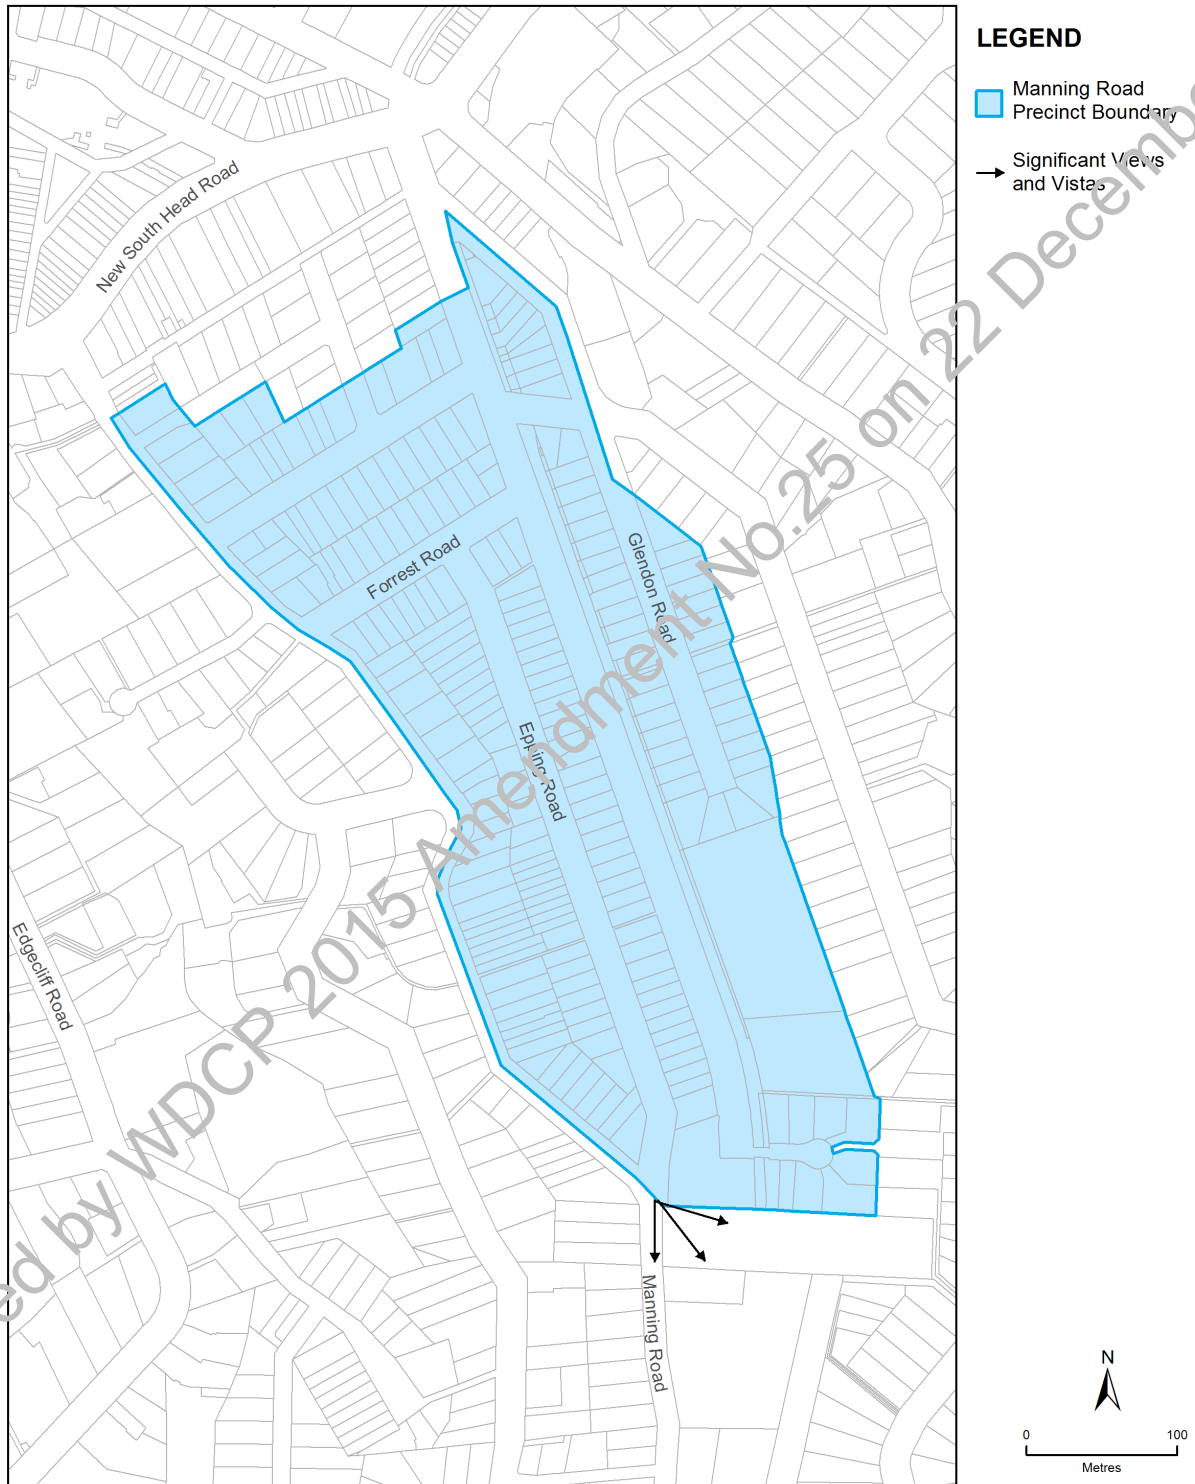 LEGEND
Manning Road
Precinct Boundary
Significant Views
and Vistas
New South Head Road
Forrest Road
Glendon Road
Epping Road
Edgecliff Road
Manning Road
ed by WDCP 2015 Amendment No.25 on 22 Decembe
N
0 100
Metres